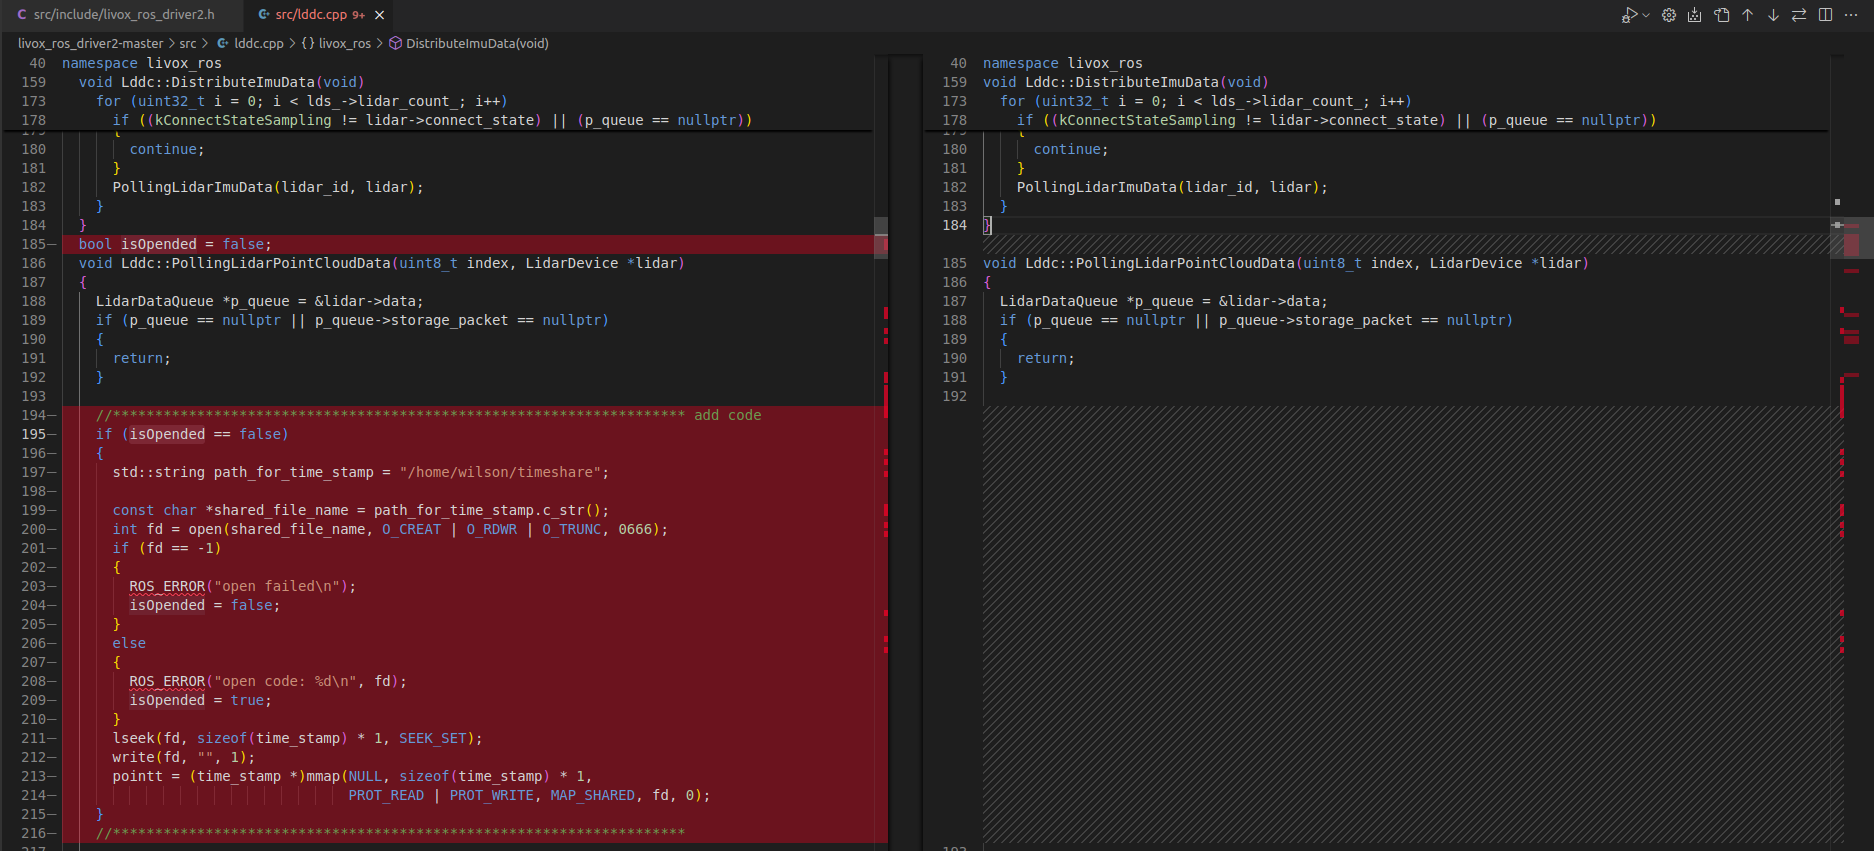 C src/include/livox_ros_driver2.h
src/lddc.cpp 9+
livox_ros_driver2-master > src > lddc.cpp > {} livox_ros > DistributeImuData(void)
40 namespace livox_ros
159 void Lddc::DistributeImuData(void)
173 for (uint32_t i = 0; i < lds_->lidar_count_; i++)
178 if ((kConnectStateSampling != lidar->connect_state) || (p_queue == nullptr))
179 {
180 continue;
181 }
182 PollingLidarImuData(lidar_id, lidar);
183 }
184 }
185— bool isOpended = false;
186 void Lddc::PollingLidarPointCloudData(uint8_t index, LidarDevice *lidar)
187 {
188 LidarDataQueue *p_queue = &lidar->data;
189 if (p_queue == nullptr || p_queue->storage_packet == nullptr)
190 {
191 return;
192 }
193
194— //******************************************************************** add code
195— if (isOpended == false)
196— {
197— std::string path_for_time_stamp = "/home/wilson/timeshare";
198—
199— const char *shared_file_name = path_for_time_stamp.c_str();
200— int fd = open(shared_file_name, O_CREAT | O_RDWR | O_TRUNC, 0666);
201— if (fd == -1)
202— {
203— ROS_ERROR("open failed\n");
204— isOpended = false;
205— }
206— else
207— {
208— ROS_ERROR("open code: %d\n", fd);
209— isOpended = true;
210— }
211— lseek(fd, sizeof(time_stamp) * 1, SEEK_SET);
212— write(fd, "", 1);
213— pointt = (time_stamp *)mmap(NULL, sizeof(time_stamp) * 1,
214— PROT_READ | PROT_WRITE, MAP_SHARED, fd, 0);
215— }
216— //********************************************************************
217
40 namespace livox_ros
159 void Lddc::DistributeImuData(void)
173 for (uint32_t i = 0; i < lds_->lidar_count_; i++)
178 if ((kConnectStateSampling != lidar->connect_state) || (p_queue == nullptr))
179 {
180 continue;
181 }
182 PollingLidarImuData(lidar_id, lidar);
183 }
184 }
185 void Lddc::PollingLidarPointCloudData(uint8_t index, LidarDevice *lidar)
186 {
187 LidarDataQueue *p_queue = &lidar->data;
188 if (p_queue == nullptr || p_queue->storage_packet == nullptr)
189 {
190 return;
191 }
192
193